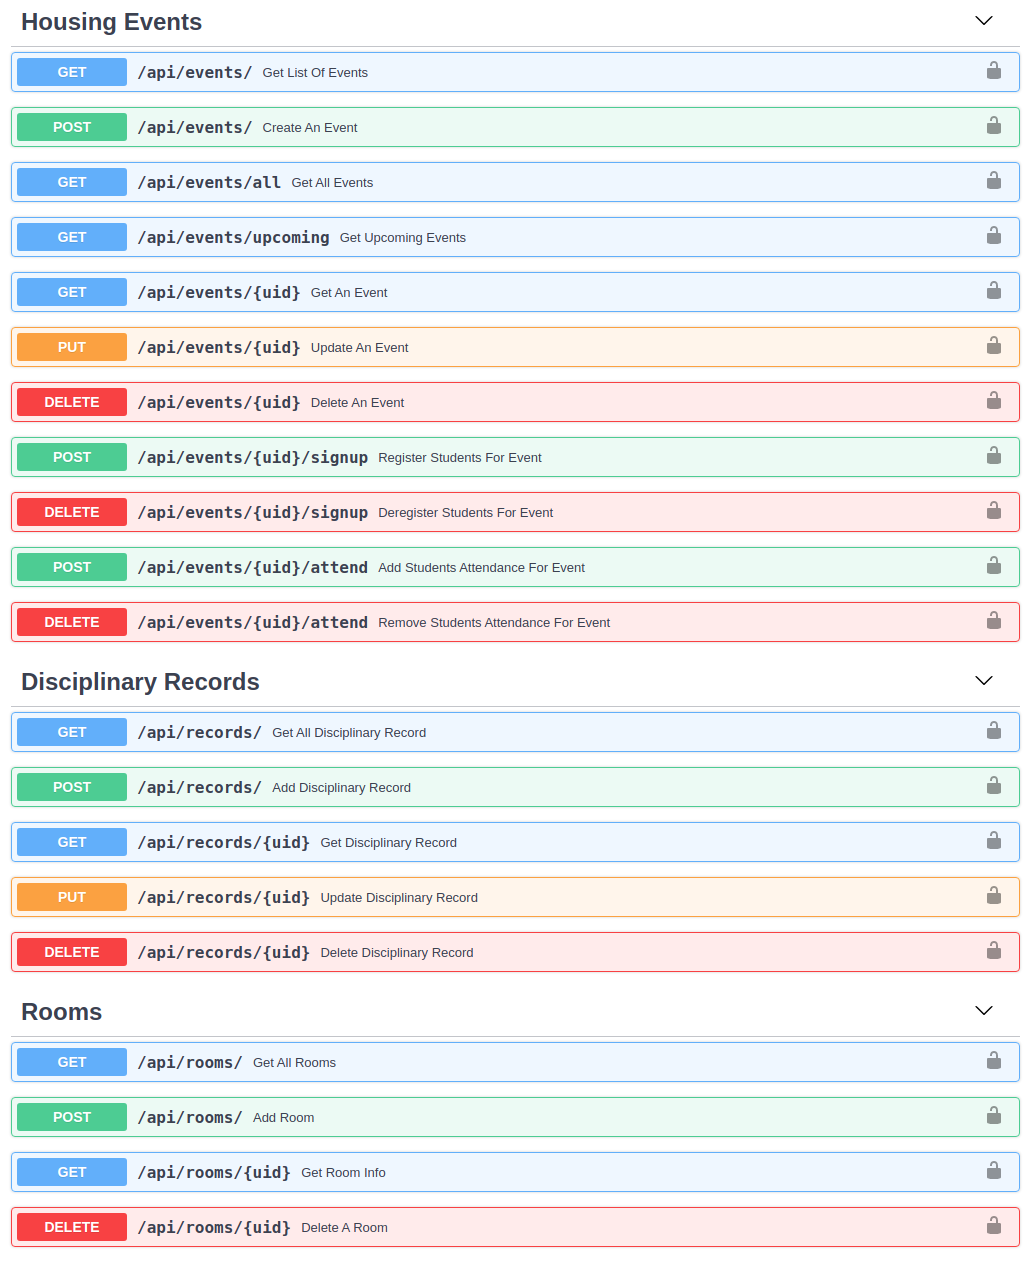 Housing Events
GET /api/events/ Get List Of Events
POST /api/events/ Create An Event
GET /api/events/all Get All Events
GET /api/events/upcoming Get Upcoming Events
GET /api/events/{uid} Get An Event
PUT /api/events/{uid} Update An Event
DELETE /api/events/{uid} Delete An Event
POST /api/events/{uid}/signup Register Students For Event
DELETE /api/events/{uid}/signup Deregister Students For Event
POST /api/events/{uid}/attend Add Students Attendance For Event
DELETE /api/events/{uid}/attend Remove Students Attendance For Event
Disciplinary Records
GET /api/records/ Get All Disciplinary Record
POST /api/records/ Add Disciplinary Record
GET /api/records/{uid} Get Disciplinary Record
PUT /api/records/{uid} Update Disciplinary Record
DELETE /api/records/{uid} Delete Disciplinary Record
Rooms
GET /api/rooms/ Get All Rooms
POST /api/rooms/ Add Room
GET /api/rooms/{uid} Get Room Info
DELETE /api/rooms/{uid} Delete A Room